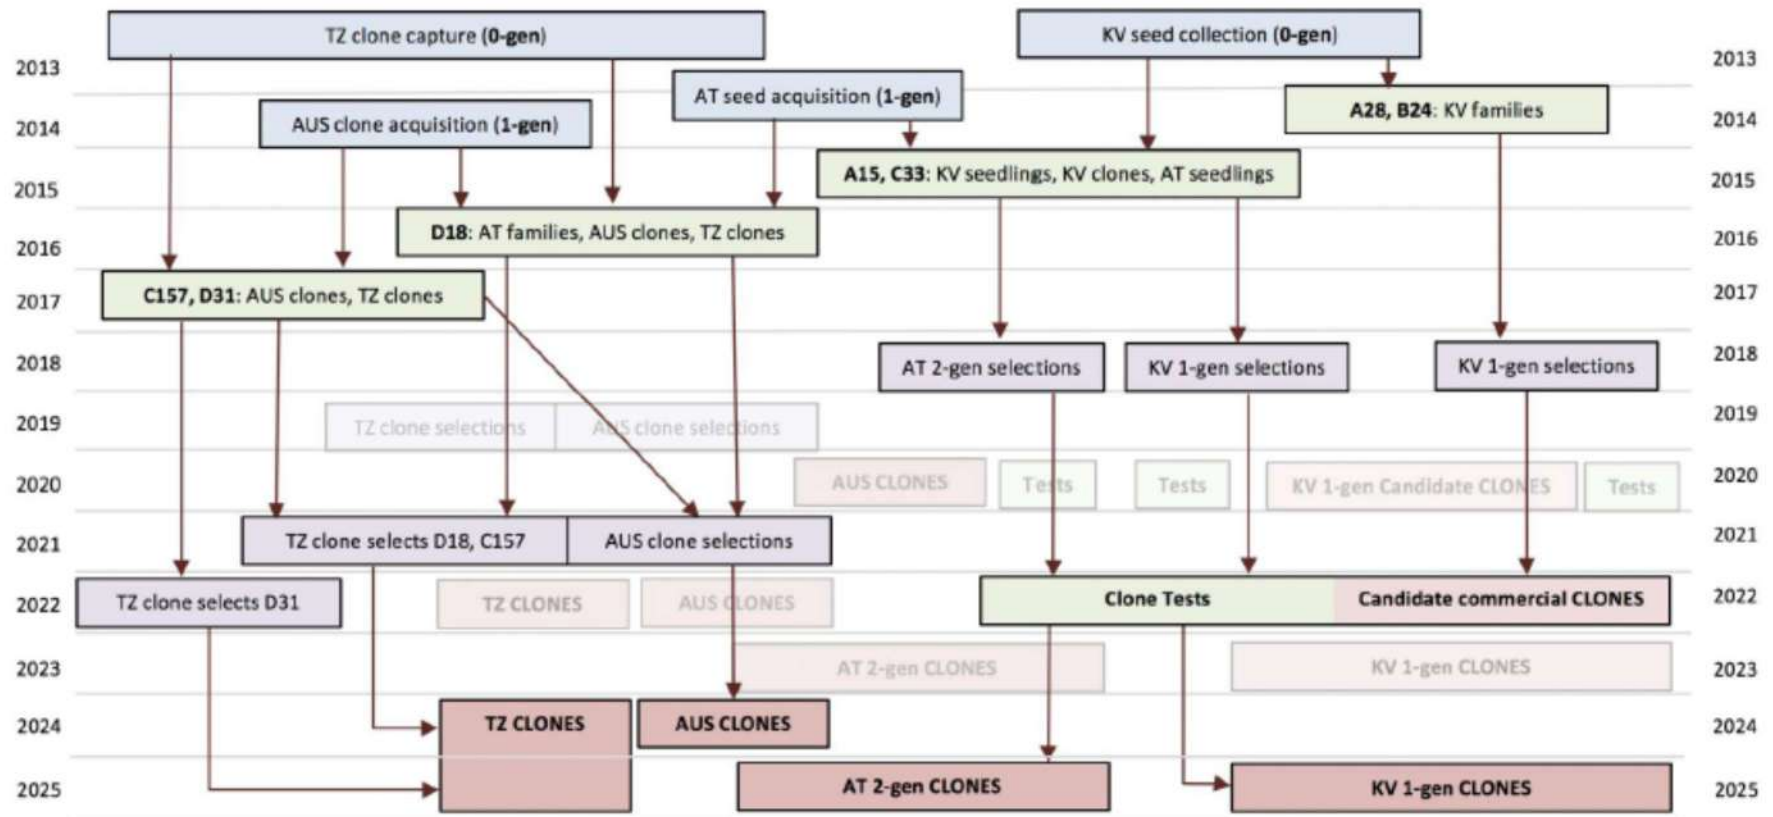 TZ clone capture (0-gen)
KV seed collection (0-gen)
2013
2013
AT seed acquisition (1-gen)
A28, B24: KV families
AUS clone acquisition (1-gen)
2014
2014
A15, C33: KV seedlings, KV clones, AT seedlings
2015
2015
D18: AT families, AUS clones, TZ clones
2016
2016
C157, D31: AUS clones, TZ clones
2017
2017
2018
AT 2-gen selections
KV 1-gen selections
KV 1-gen selections
2018
2019
TZ clone selections
AUS clone selections
2019
2020
AUS CLONES
Tests
Tests
KV 1-gen Candidate CLONES
Tests
2020
2021
TZ clone selects D18, C157
AUS clone selections
2021
TZ clone selects D31
2022
TZ CLONES
AUS CLONES
Clone Tests
Candidate commercial CLONES
2022
2023
AT 2-gen CLONES
KV 1-gen CLONES
2023
2024
TZ CLONES
AUS CLONES
2024
2025
AT 2-gen CLONES
KV 1-gen CLONES
2025